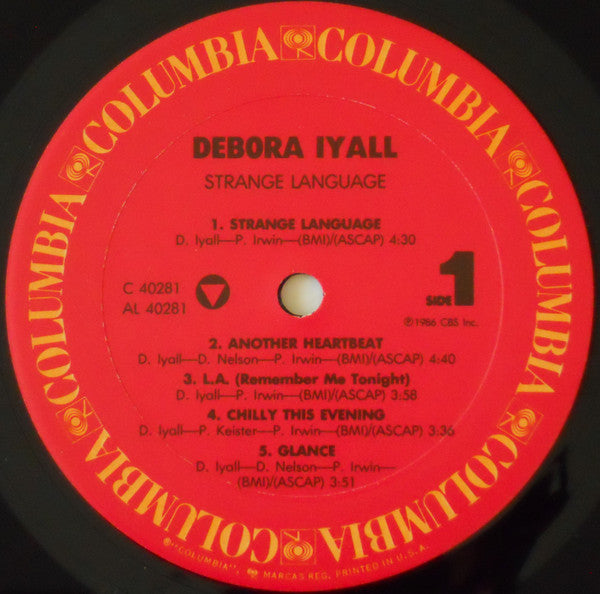 COLUMBIA COLUMBIA COLUMBIA COLUMBIA COLUMBIA COLUMBIA COLUMBIA COLUMBIA
DEBORA IYALL
STRANGE LANGUAGE
1. STRANGE LANGUAGE
D. Iyall—P. Irwin—(BMI)/(ASCAP) 4:30
C 40281
AL 40281
SIDE 1
℗1986 CBS Inc.
2. ANOTHER HEARTBEAT
D. Iyall—D. Nelson—P. Irwin—(BMI)/(ASCAP) 4:40
3. L.A. (Remember Me Tonight)
D. Iyall—P. Irwin—(BMI)/(ASCAP) 3:58
4. CHILLY THIS EVENING
D. Iyall—P. Keister—P. Irwin—(BMI)/(ASCAP) 3:36
5. GLANCE
D. Iyall—D. Nelson—P. Irwin—
(BMI)/(ASCAP) 3:51
"COLUMBIA", MARCAS REG. PRINTED IN U.S.A.